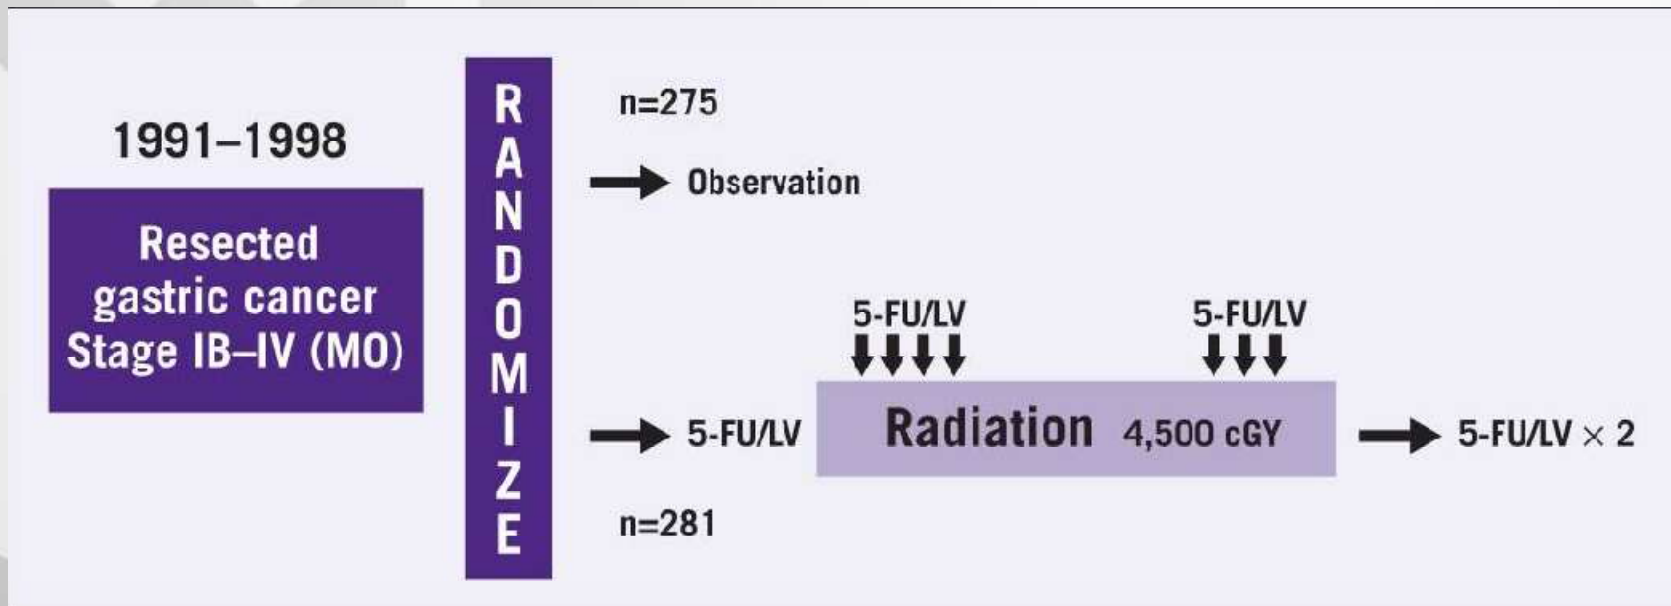 1991–1998
Resected
gastric cancer
Stage IB–IV (MO)
RANDOMIZE
n=275
Observation
5-FU/LV
5-FU/LV
5-FU/LV
Radiation 4,500 cGY
5-FU/LV × 2
n=281